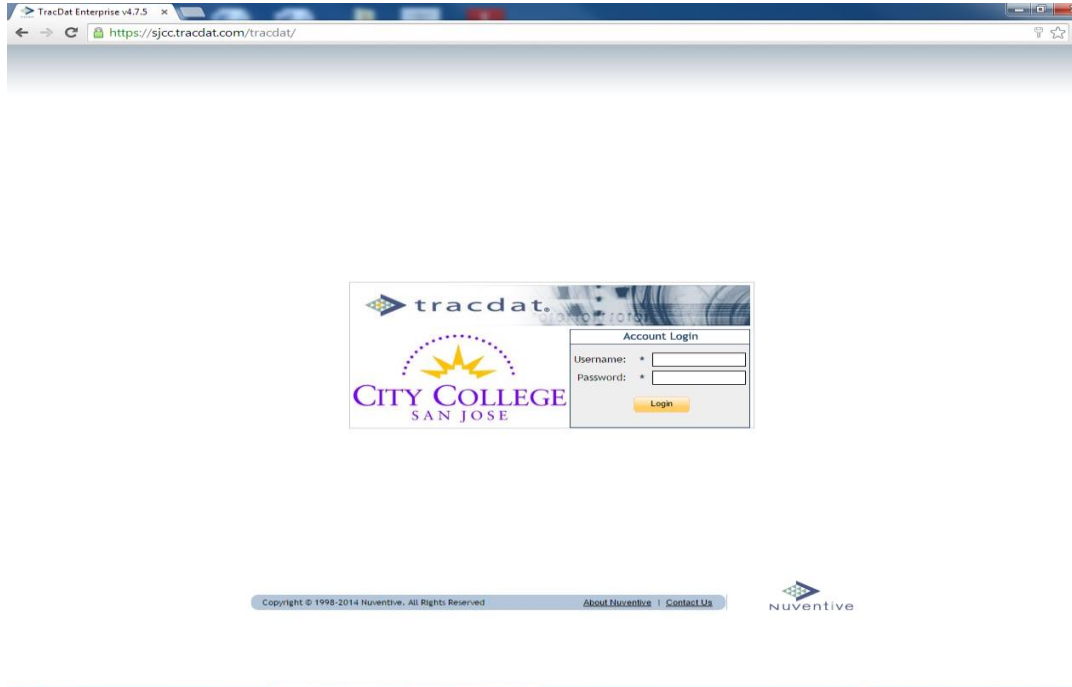 TracDat Enterprise v4.7.5
https://sjcc.tracdat.com/tracdat/
tracdat.
Account Login
CITY COLLEGE
SAN JOSE
Username: *
Password: *
Login
Copyright © 1998-2014 Nuventive. All Rights Reserved
About Nuventive | Contact Us
nuventive